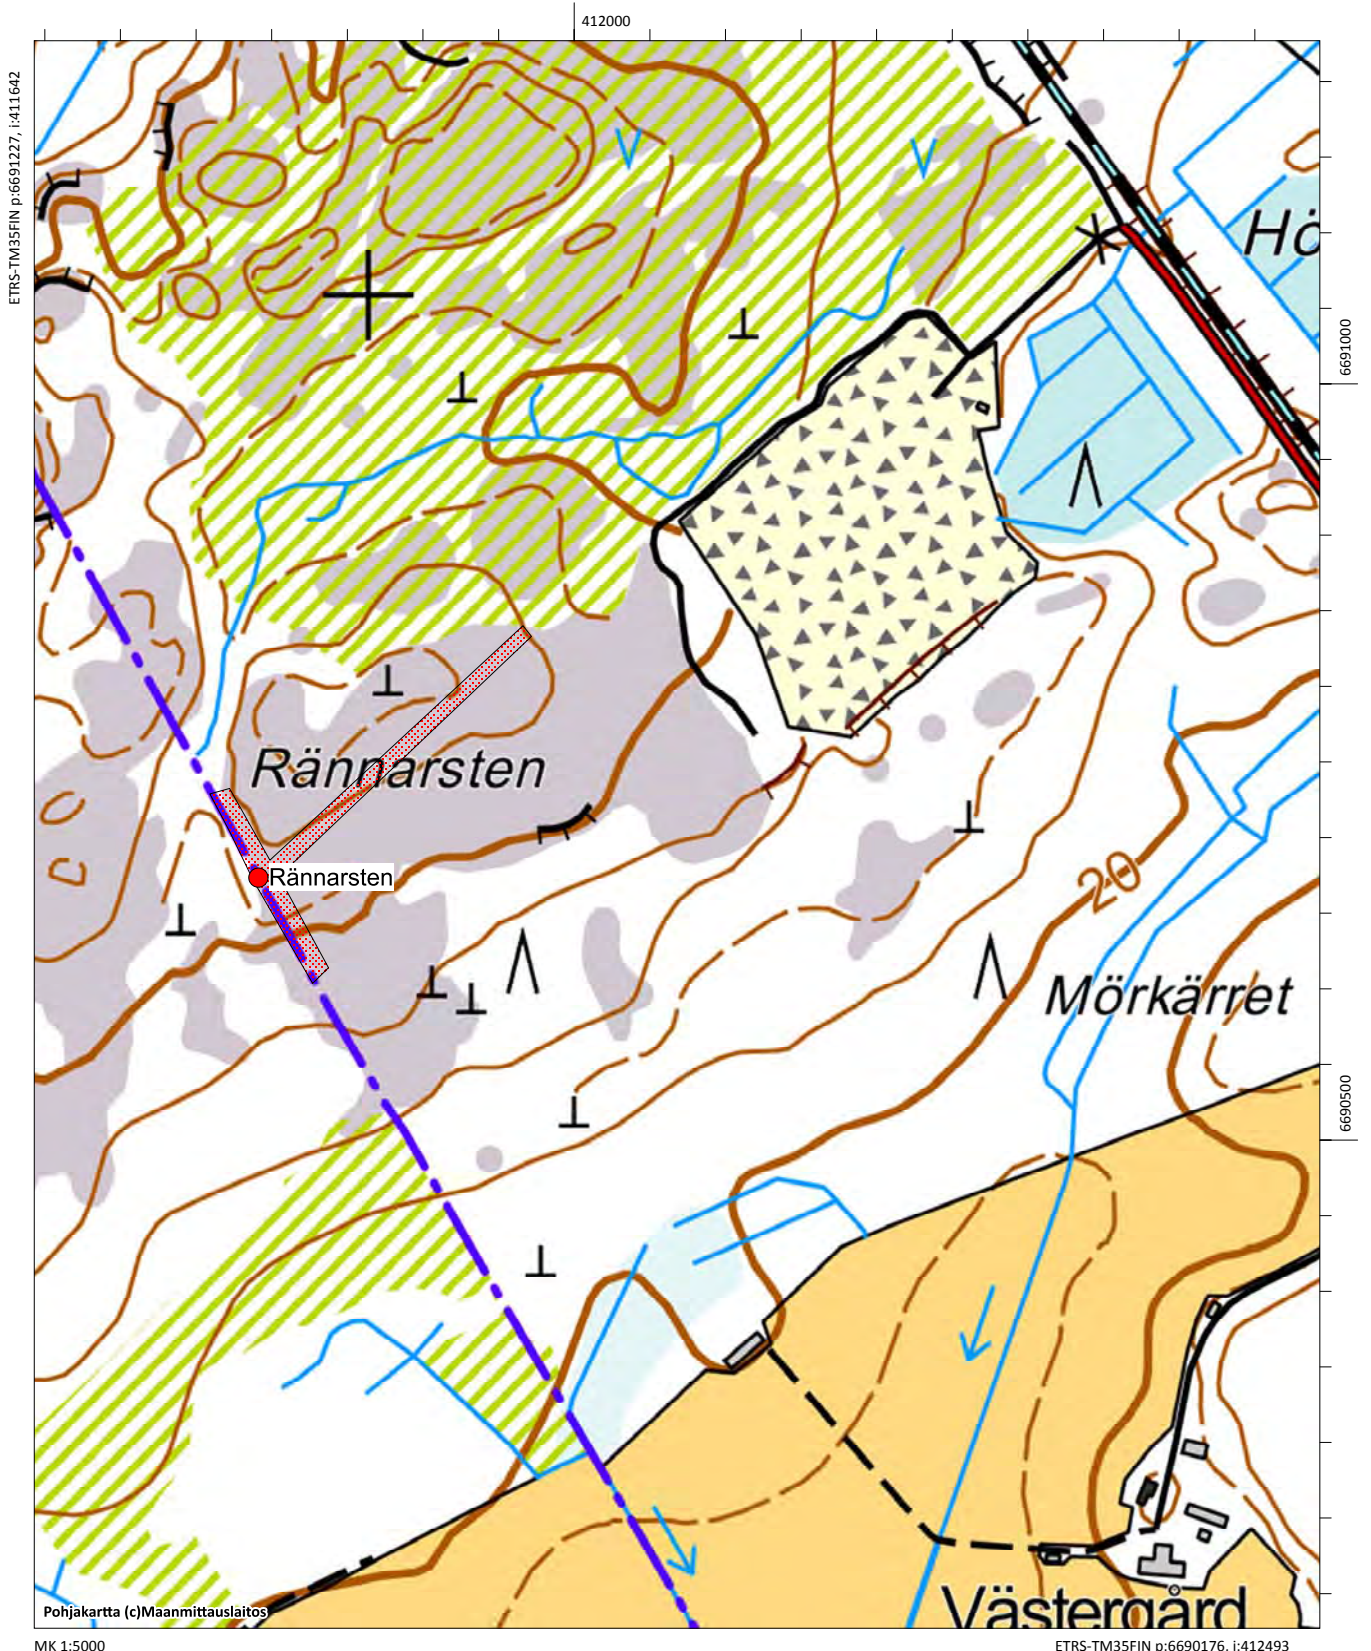 412000
ETRS-TM35FIN p:6691227, i:411642
Hö
6691000
Rännarsten
Rännarsten
20
Mörkärret
6690500
Västergård
Pohjakartta (c)Maanmittauslaitos
MK 1:5000
ETRS-TM35FIN p:6690176, i:412493